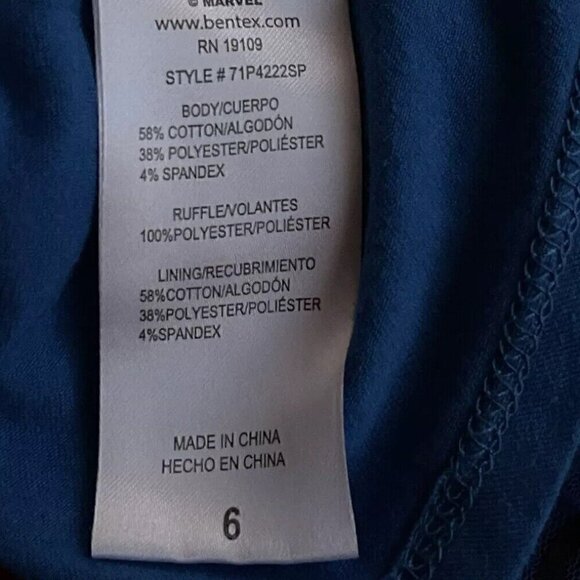 © MARVEL
www.bentex.com
RN 19109
STYLE # 71P4222SP
BODY/CUERPO
58% COTTON/ALGODÓN
38% POLYESTER/POLIÉSTER
4% SPANDEX
RUFFLE/VOLANTES
100%POLYESTER/POLIÉSTER
LINING/RECUBRIMIENTO
58%COTTON/ALGODÓN
38%POLYESTER/POLIÉSTER
4%SPANDEX
MADE IN CHINA
HECHO EN CHINA
6